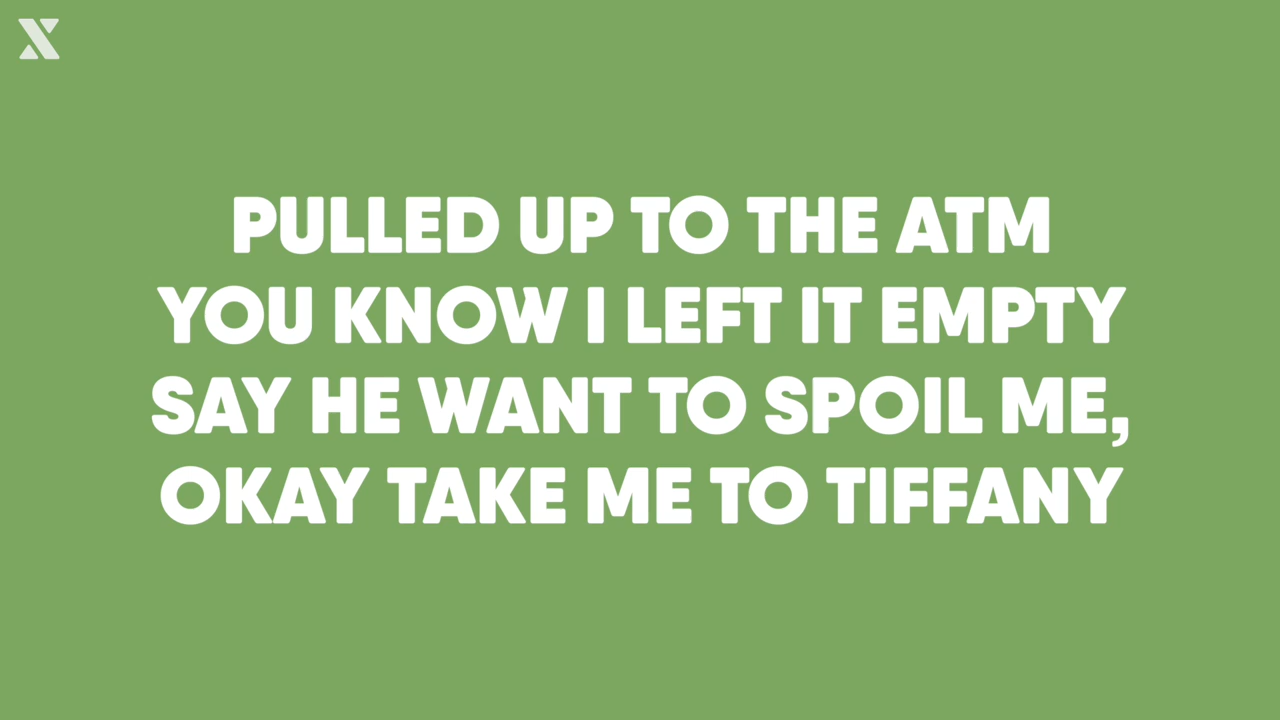 PULLED UP TO THE ATM
YOU KNOW I LEFT IT EMPTY
SAY HE WANT TO SPOIL ME,
OKAY TAKE ME TO TIFFANY